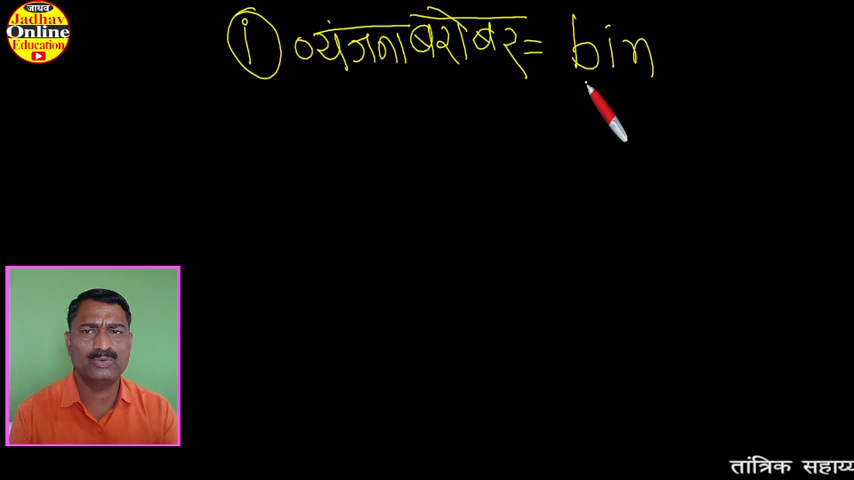 जाधव
Jadhav
Online
Education
i व्यंजनाबरोबर = bin
तांत्रिक सहाय्य